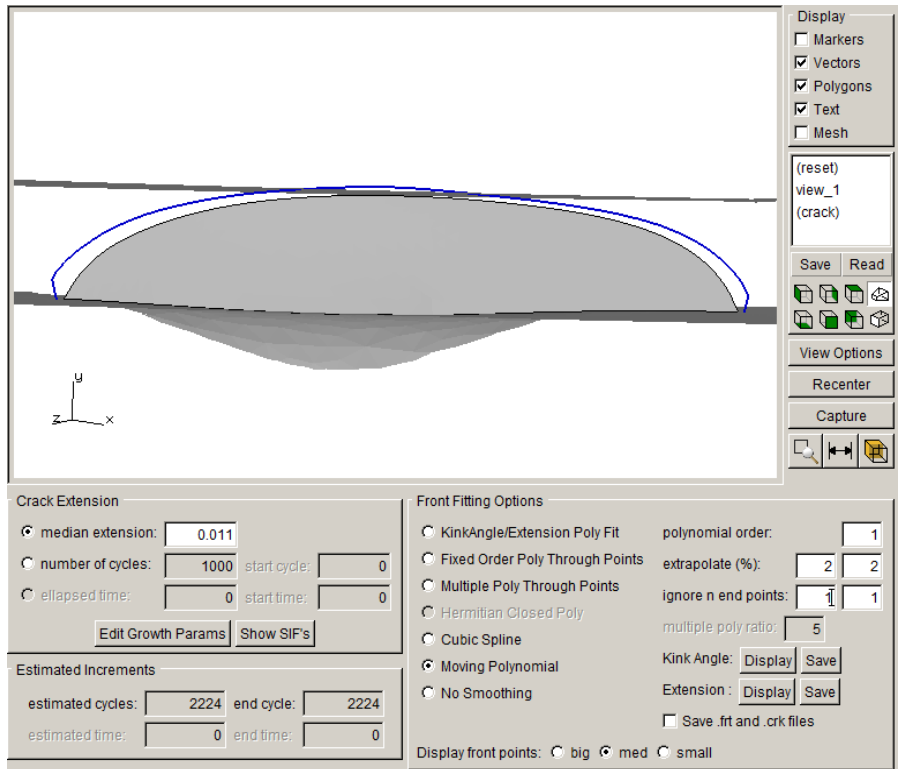 Display
Markers
Vectors
Polygons
Text
Mesh
(reset)
view_1
(crack)
Save Read
View Options
Recenter
Capture
y
z x
Crack Extension
median extension: 0.011
number of cycles: 1000 start cycle: 0
ellapsed time: 0 start time: 0
Edit Growth Params Show SIF's
Estimated Increments
estimated cycles: 2224 end cycle: 2224
estimated time: 0 end time: 0
Front Fitting Options
KinkAngle/Extension Poly Fit
Fixed Order Poly Through Points
Multiple Poly Through Points
Hermitian Closed Poly
Cubic Spline
Moving Polynomial
No Smoothing
polynomial order: 1
extrapolate (%): 2 2
ignore n end points: 1 1
multiple poly ratio: 5
Kink Angle: Display Save
Extension : Display Save
Save .frt and .crk files
Display front points: big med small